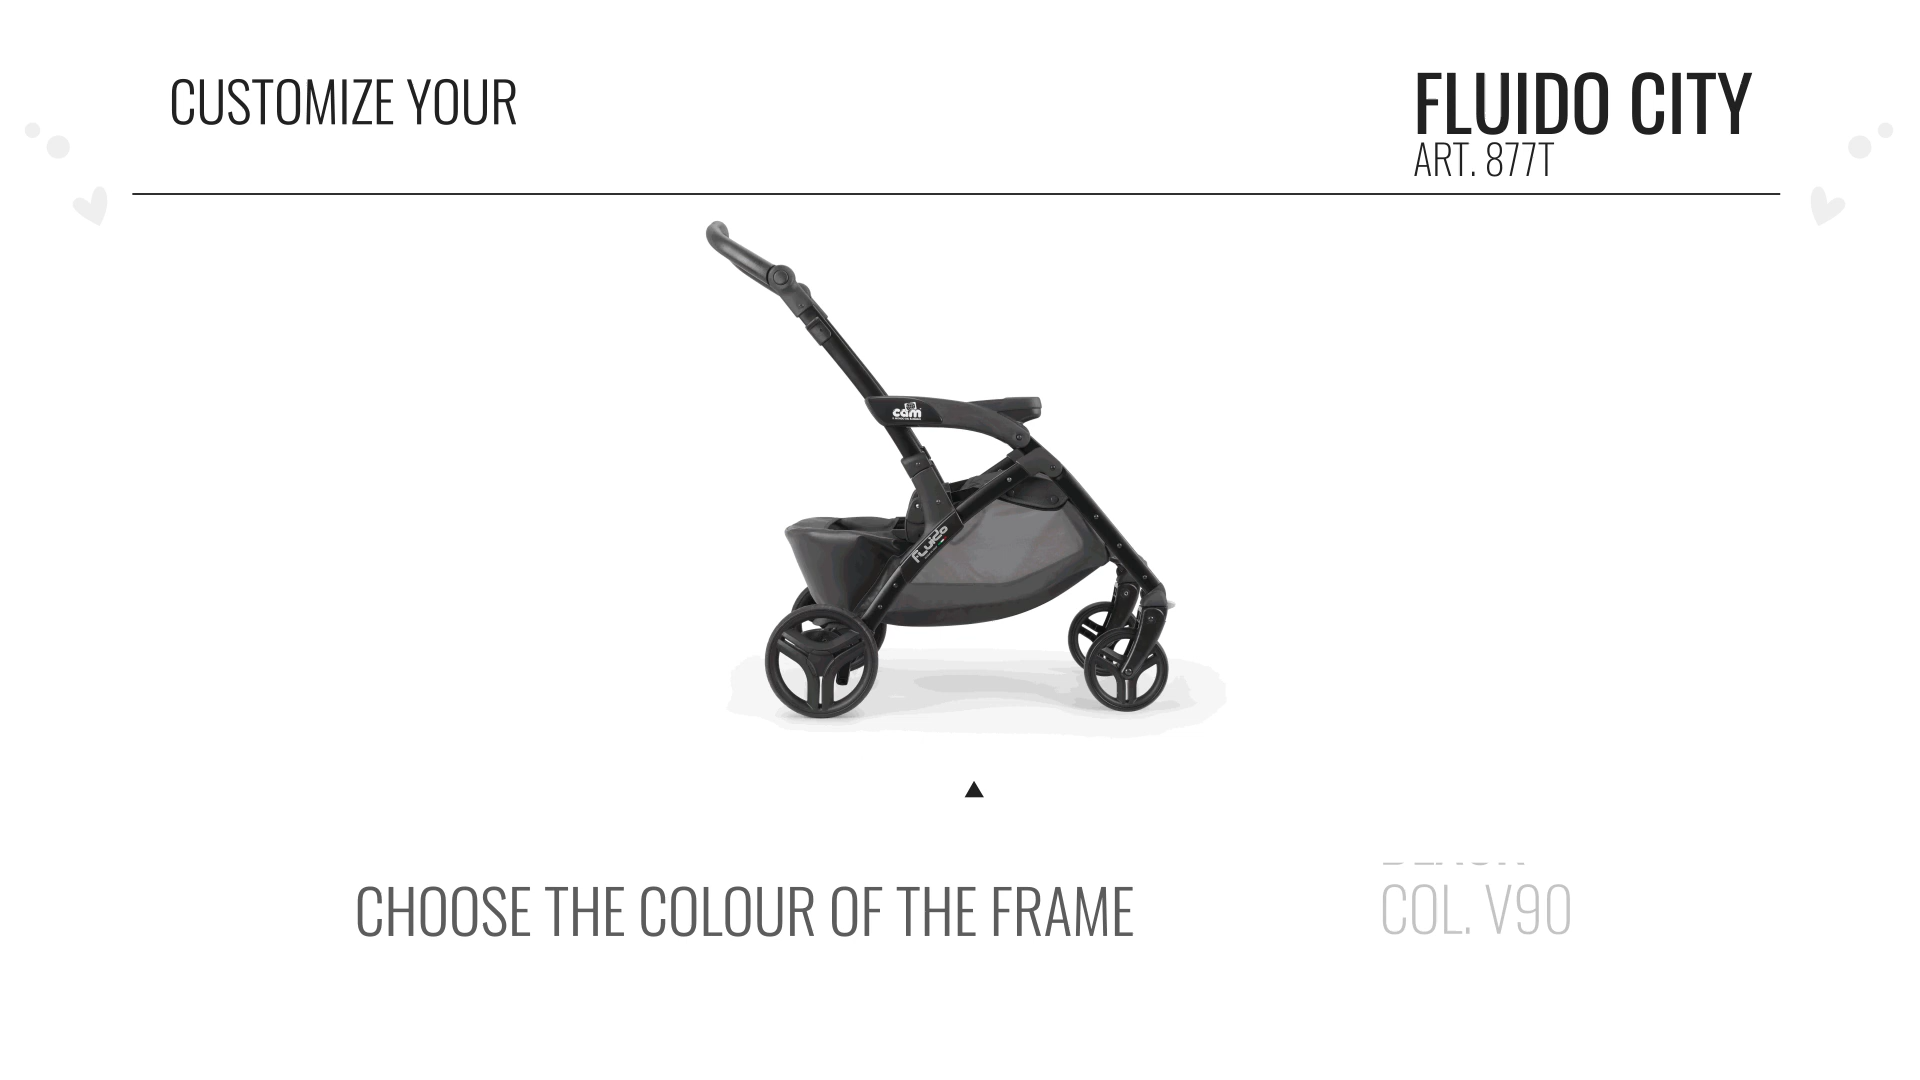 CUSTOMIZE YOUR
FLUIDO CITY
ART. 877T
cam
Fluido
CHOOSE THE COLOUR OF THE FRAME
COL. V90